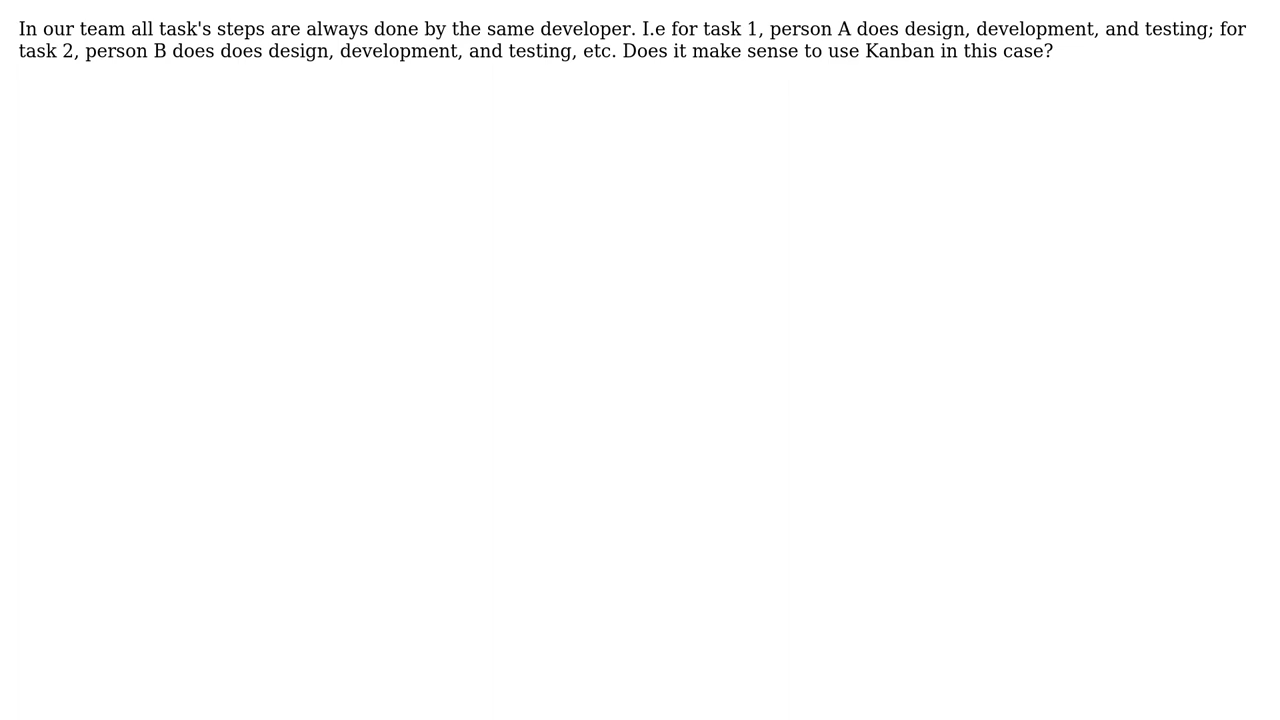 In our team all task's steps are always done by the same developer. I.e for task 1, person A does design, development, and testing; for
task 2, person B does does design, development, and testing, etc. Does it make sense to use Kanban in this case?